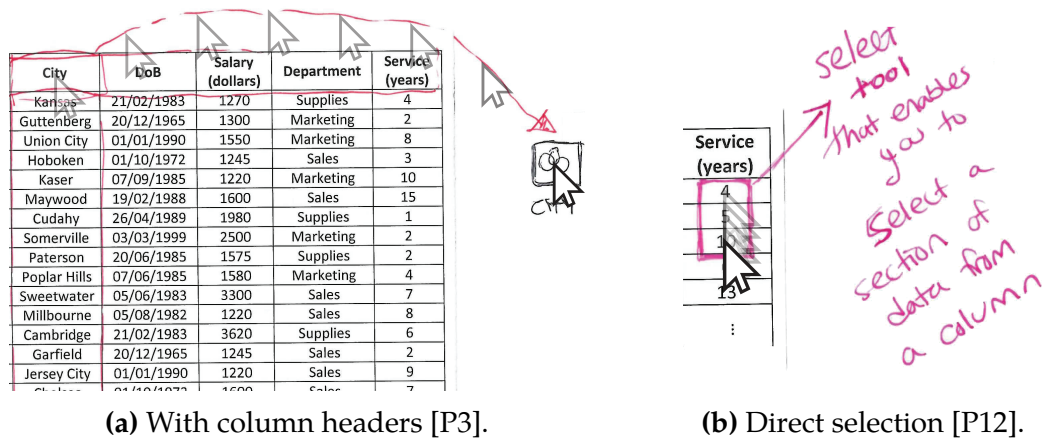 City DoB Salary (dollars) Department Service (years)
Kansas 21/02/1983 1270 Supplies 4
Guttenberg 20/12/1965 1300 Marketing 2
Union City 01/01/1990 1550 Marketing 8
Hoboken 01/10/1972 1245 Sales 3
Kaser 07/09/1985 1220 Marketing 10
Maywood 19/02/1988 1600 Sales 15
Cudahy 26/04/1989 1980 Supplies 1
Somerville 03/03/1999 2500 Marketing 2
Paterson 20/06/1985 1575 Supplies 2
Poplar Hills 07/06/1985 1580 Marketing 4
Sweetwater 05/06/1983 3300 Sales 7
Millbourne 05/08/1982 1220 Sales 8
Cambridge 21/02/1983 3620 Supplies 6
Garfield 20/12/1965 1245 Sales 2
Jersey City 01/01/1990 1220 Sales 9
(a) With column headers [P3].
Service
(years)
4
5
13
⋮
select
tool
that enables
you to
select a
section of
data from
a column
(b) Direct selection [P12].